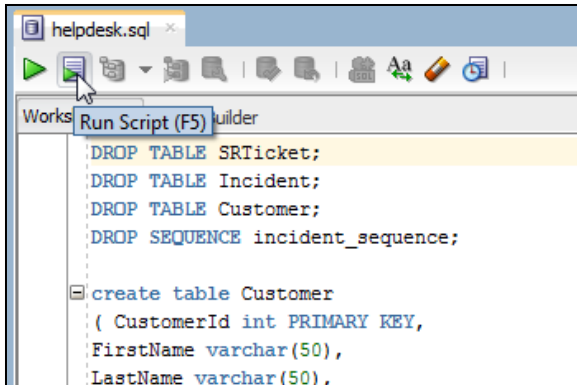 helpdesk.sql
Aa
Works
Run Script (F5)
uilder
DROP TABLE SRTicket;
DROP TABLE Incident;
DROP TABLE Customer;
DROP SEQUENCE incident_sequence;
create table Customer
( CustomerId int PRIMARY KEY,
FirstName varchar(50),
LastName varchar(50),